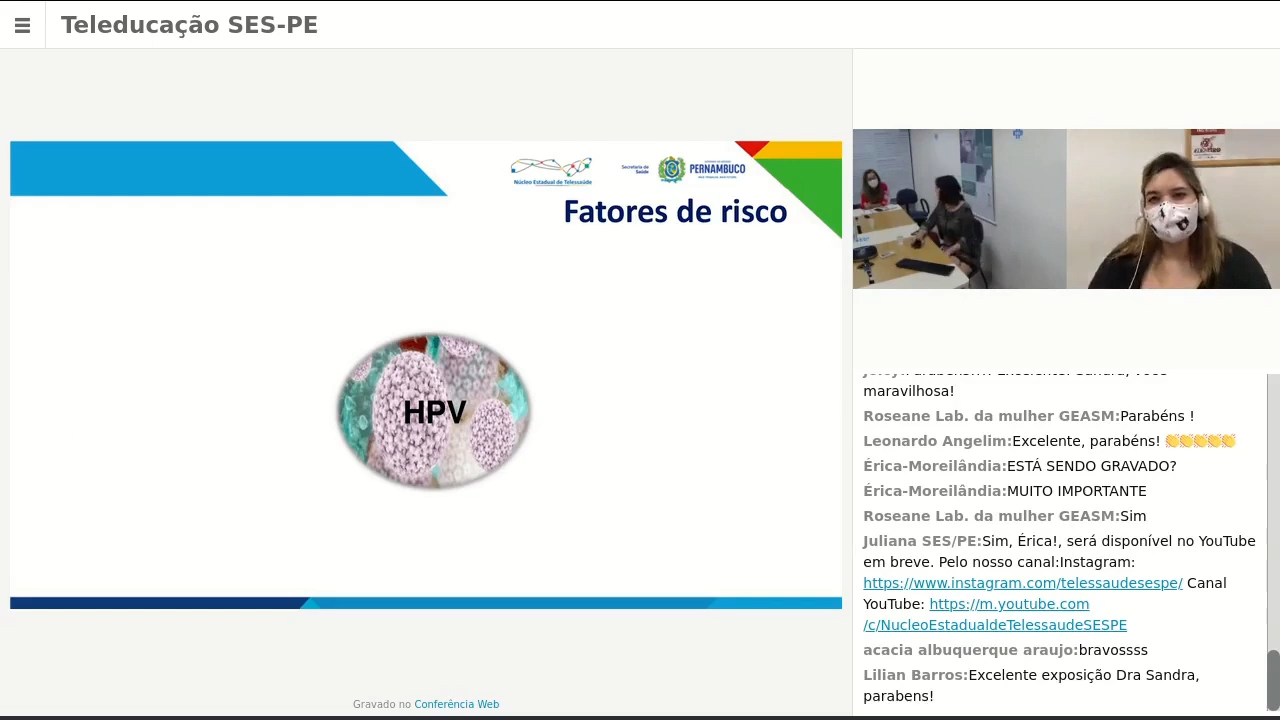 Teleducação SES-PE
Núcleo Estadual de Telessaúde
Secretaria de
Saúde
PERNAMBUCO
Fatores de risco
HPV
maravilhosa!
Roseane Lab. da mulher GEASM:Parabéns !
Leonardo Angelim:Excelente, parabéns! 👏👏👏👏👏
Érica-Moreilândia:ESTÁ SENDO GRAVADO?
Érica-Moreilândia:MUITO IMPORTANTE
Roseane Lab. da mulher GEASM:Sim
Juliana SES/PE:Sim, Érica!, será disponível no YouTube
em breve. Pelo nosso canal:Instagram:
https://www.instagram.com/telessaudesespe/ Canal
YouTube: https://m.youtube.com
/c/NucleoEstadualdeTelessaudeSESPE
acacia albuquerque araujo:bravossss
Lilian Barros:Excelente exposição Dra Sandra,
parabens!
Gravado no Conferência Web